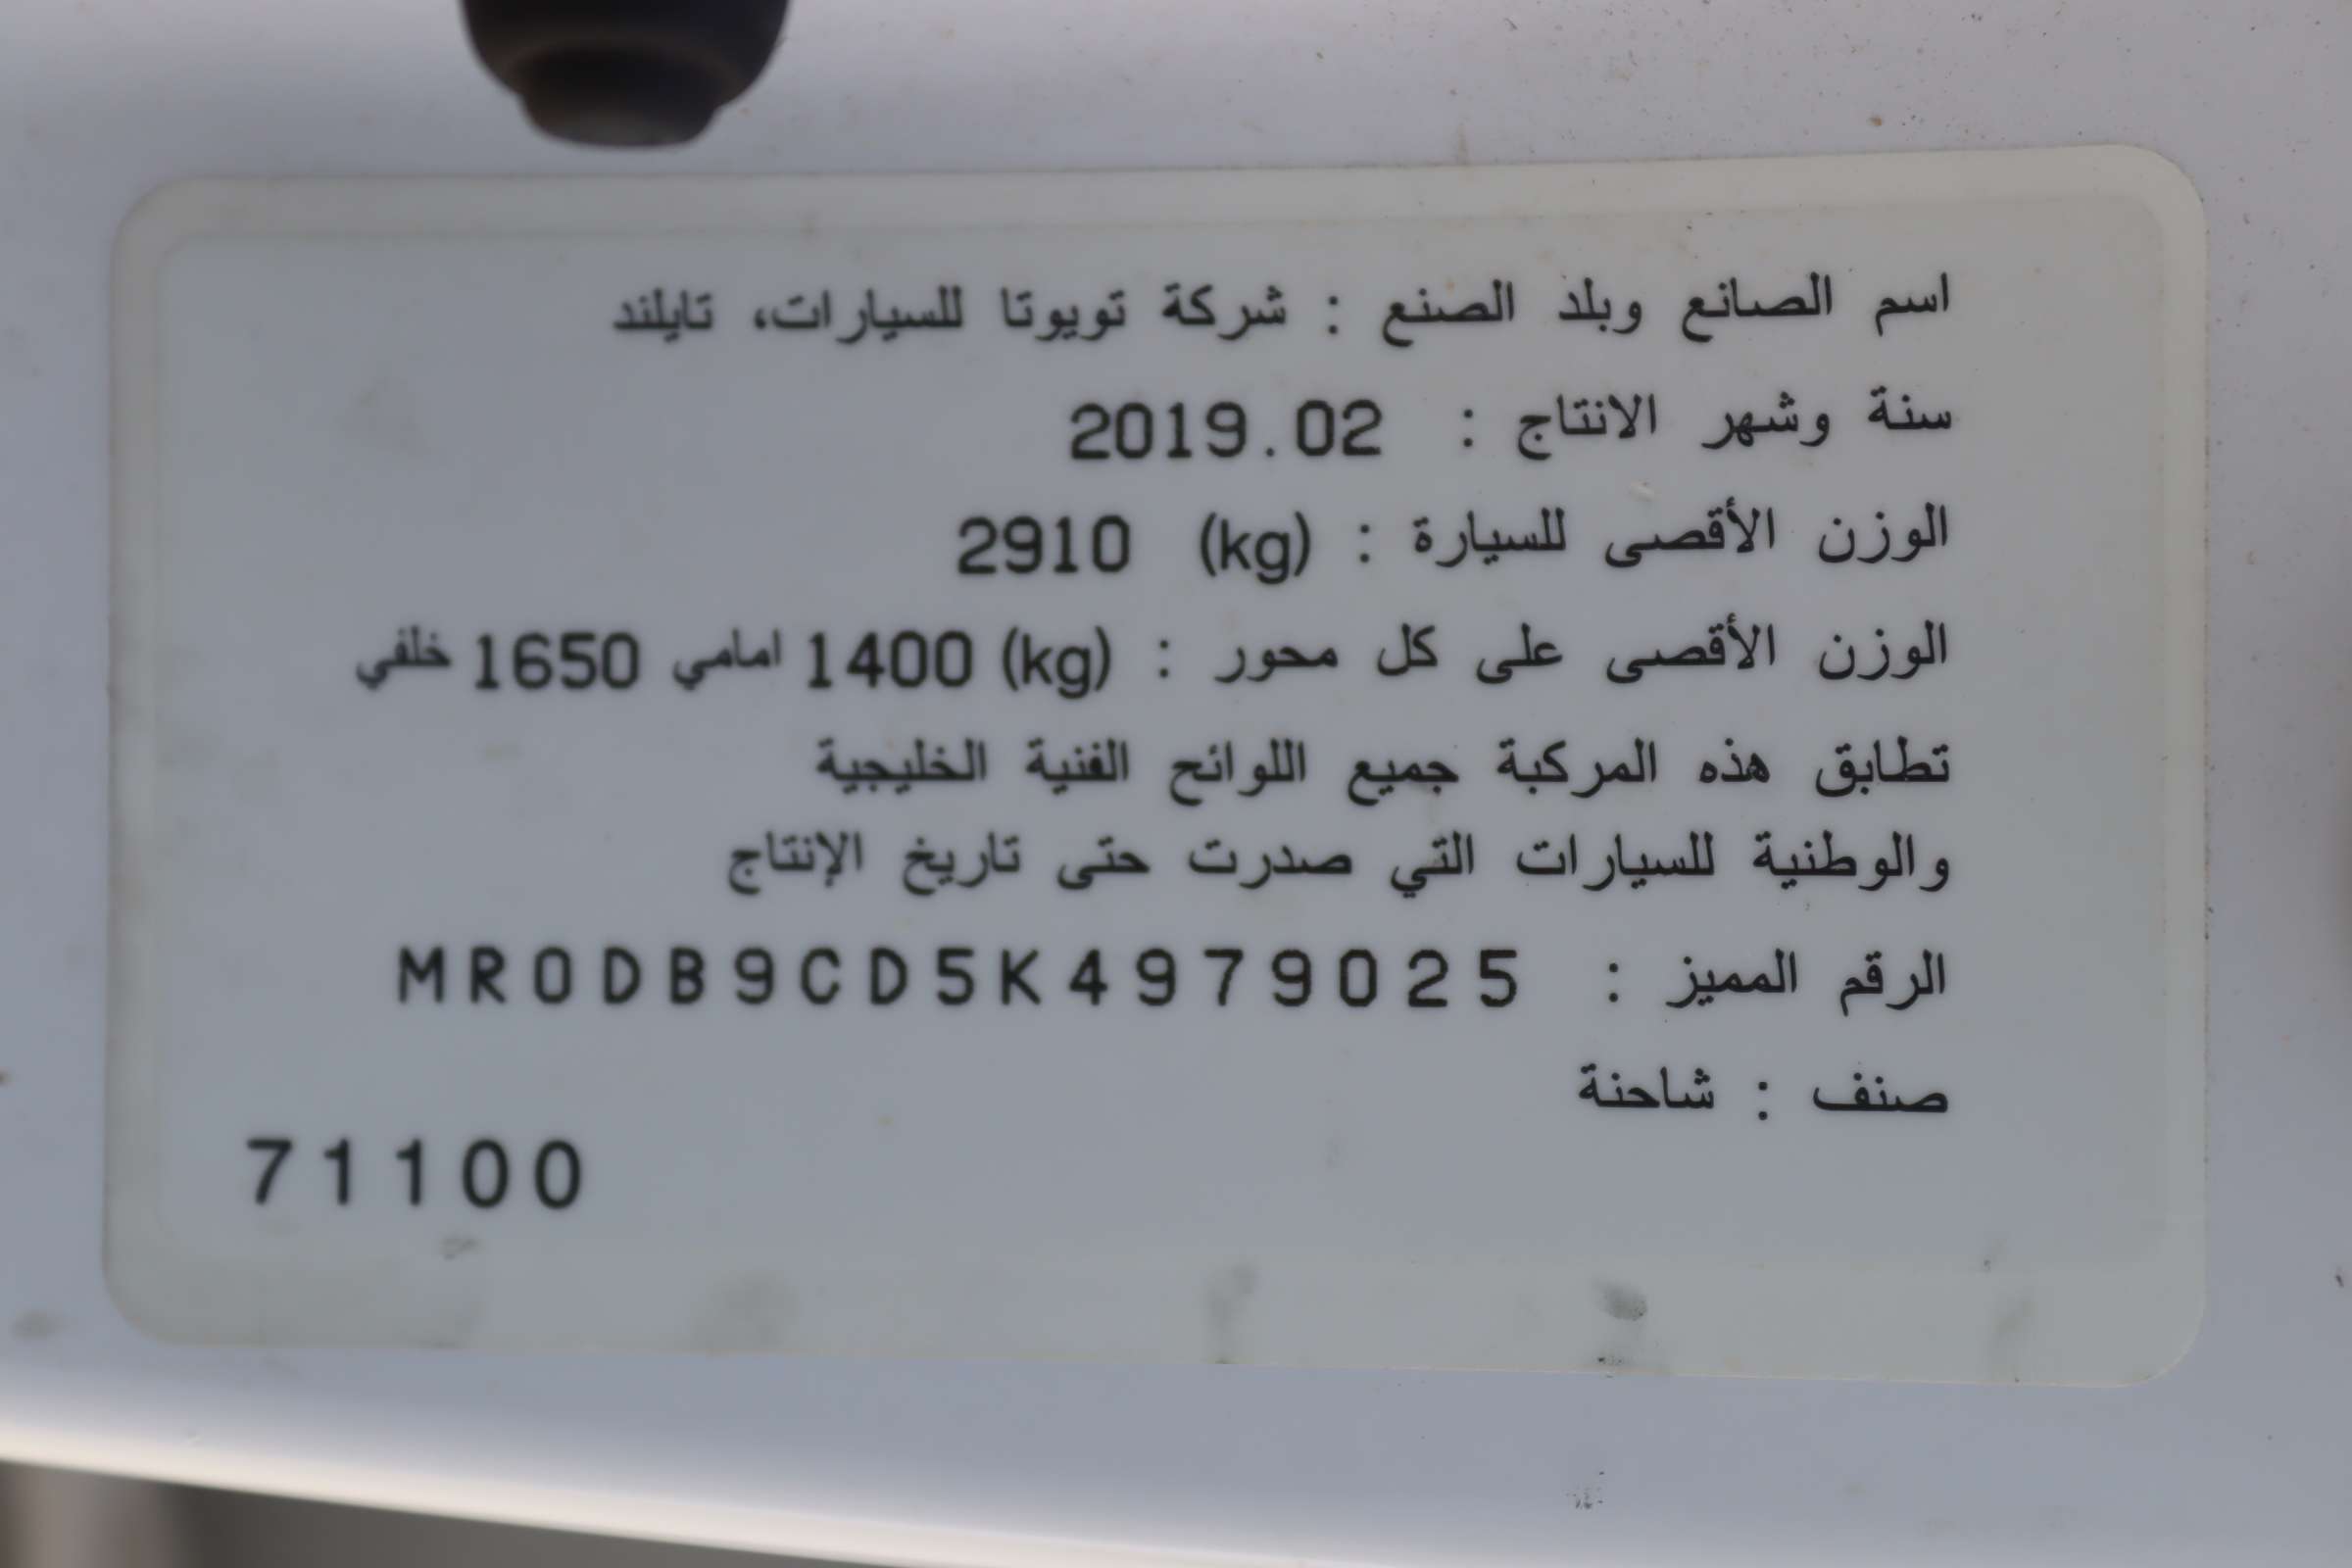 اسم الصانع وبلد الصنع : شركة تويوتا للسيارات، تايلند
سنة وشهر الانتاج : 2019.02
الوزن الأقصى للسيارة : (kg) 2910
الوزن الأقصى على كل محور : (kg) 1400 امامي 1650 خلفي
تطابق هذه المركبة جميع اللوائح الفنية الخليجية
والوطنية للسيارات التي صدرت حتى تاريخ الإنتاج
الرقم المميز : MR0DB9CD5K4979025
صنف : شاحنة
71100